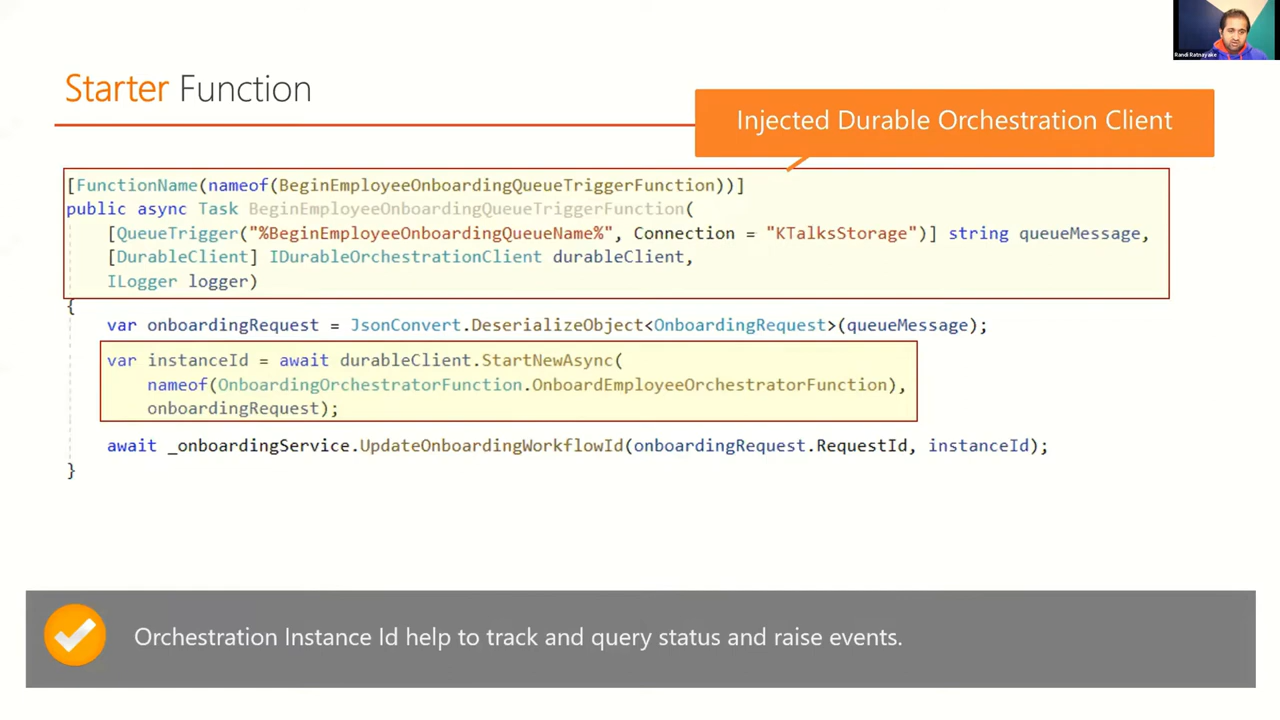 Randi Ratnayake
Starter Function
Injected Durable Orchestration Client
[FunctionName(nameof(BeginEmployeeOnboardingQueueTriggerFunction))]
public async Task BeginEmployeeOnboardingQueueTriggerFunction(
[QueueTrigger("%BeginEmployeeOnboardingQueueName%", Connection = "KTalksStorage")] string queueMessage,
[DurableClient] IDurableOrchestrationClient durableClient,
ILogger logger)
{
var onboardingRequest = JsonConvert.DeserializeObject<OnboardingRequest>(queueMessage);
var instanceId = await durableClient.StartNewAsync(
nameof(OnboardingOrchestratorFunction.OnboardEmployeeOrchestratorFunction),
onboardingRequest);
await _onboardingService.UpdateOnboardingWorkflowId(onboardingRequest.RequestId, instanceId);
}
Orchestration Instance Id help to track and query status and raise events.